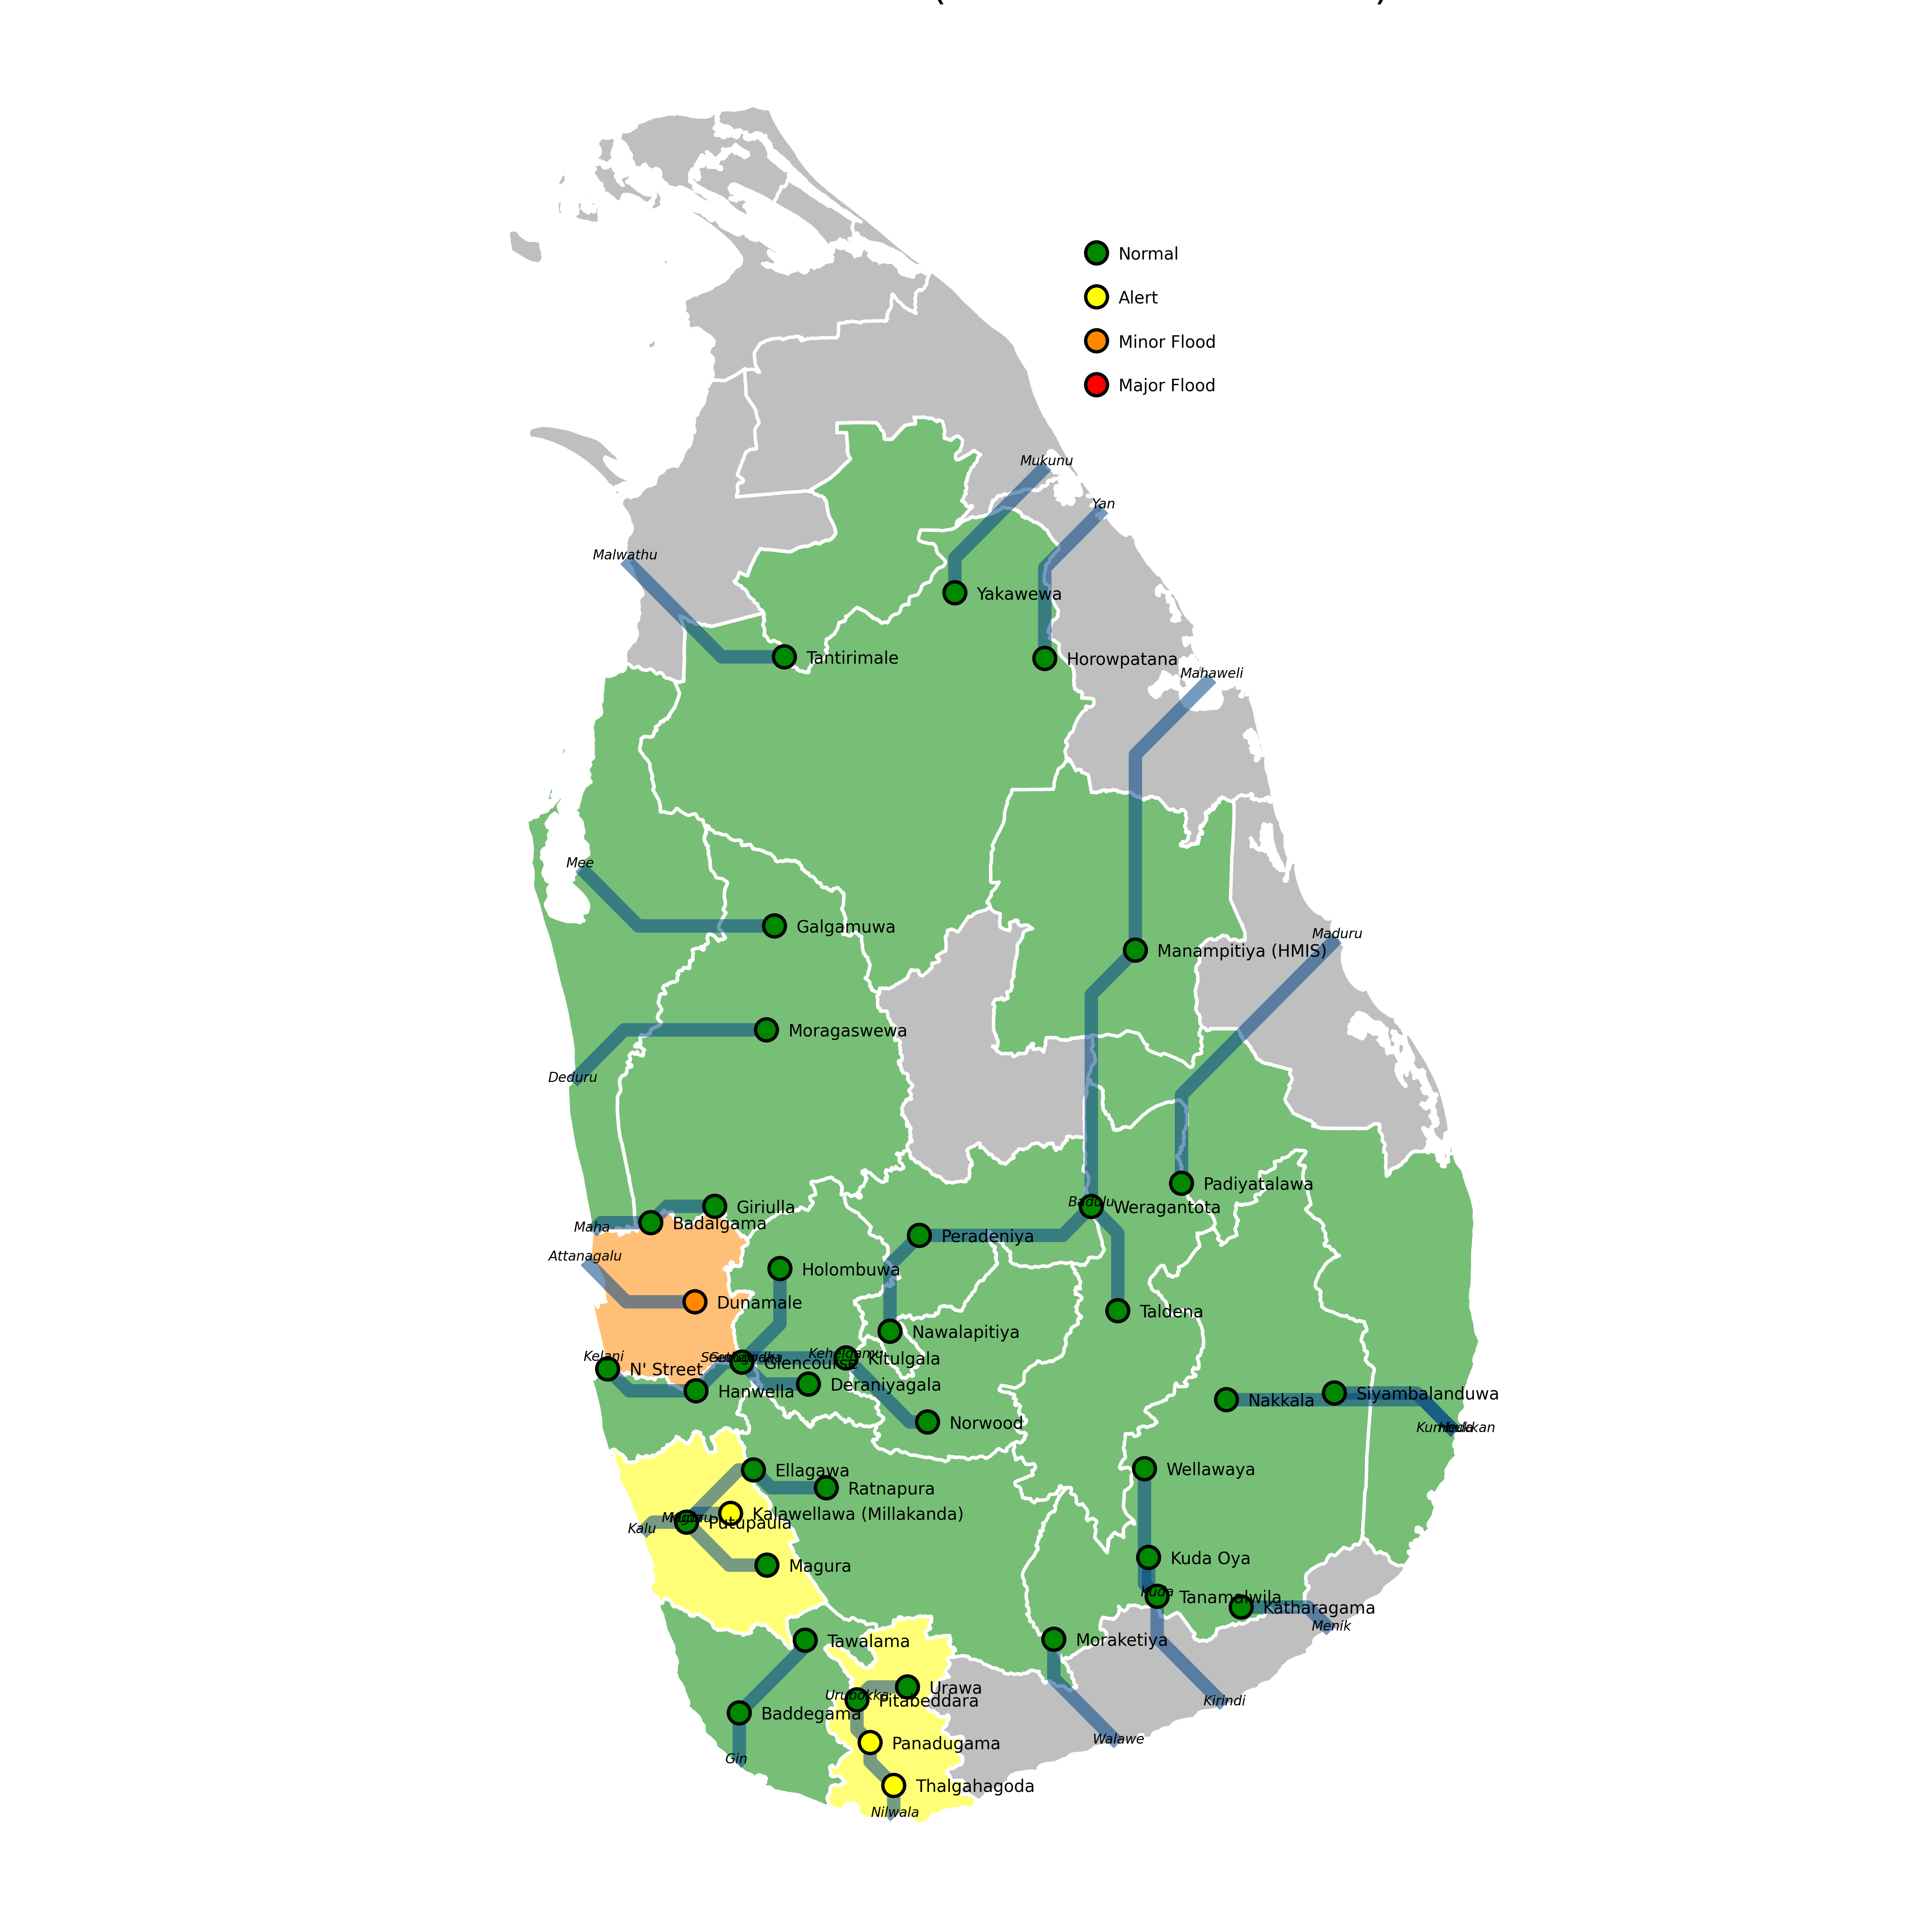 Normal
Alert
Minor Flood
Major Flood
Mukunu
Yan
Malwathu
Yakawewa
Tantirimale
Horowpatana
Mahaweli
Mee
Galgamuwa
Maduru
Manampitiya (HMIS)
Moragaswewa
Deduru
Padiyatalawa
Badulu
Weragantota
Giriulla
Badalgama
Maha
Peradeniya
Attanagalu
Holombuwa
Dunamale
Taldena
Nawalapitiya
Kelani
Kehelgamu
Kitulgala
Glencourse
N' Street
Deraniyagala
Hanwella
Siyambalanduwa
Nakkala
Norwood
Wellawaya
Ellagawa
Ratnapura
Kalawellawa (Millakanda)
Putupaula
Kalu
Kuda Oya
Magura
Kuda
Tanamalwila
Katharagama
Menik
Tawalama
Moraketiya
Urawa
Urubokka
Pitabeddara
Kirindi
Baddegama
Walawe
Panadugama
Gin
Thalgahagoda
Nilwala